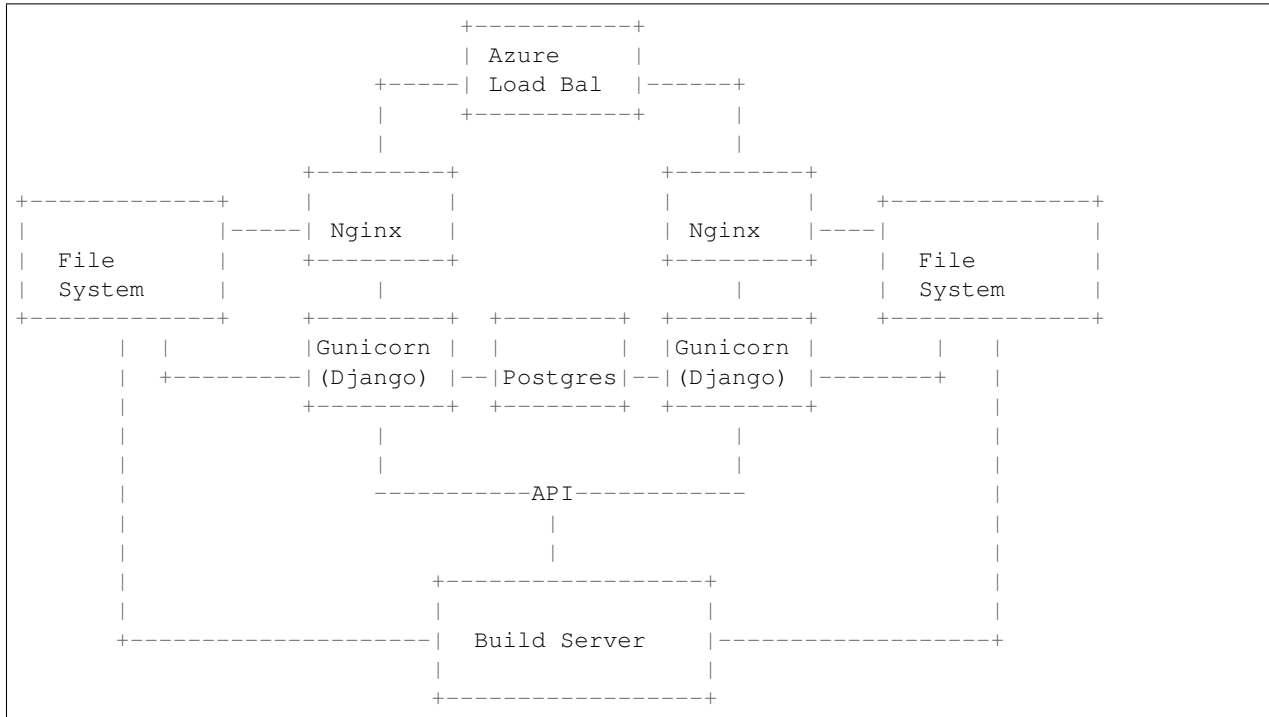 Azure
Load Bal
Nginx
Nginx
File
System
File
System
Gunicorn
(Django)
Postgres
Gunicorn
(Django)
API
Build Server